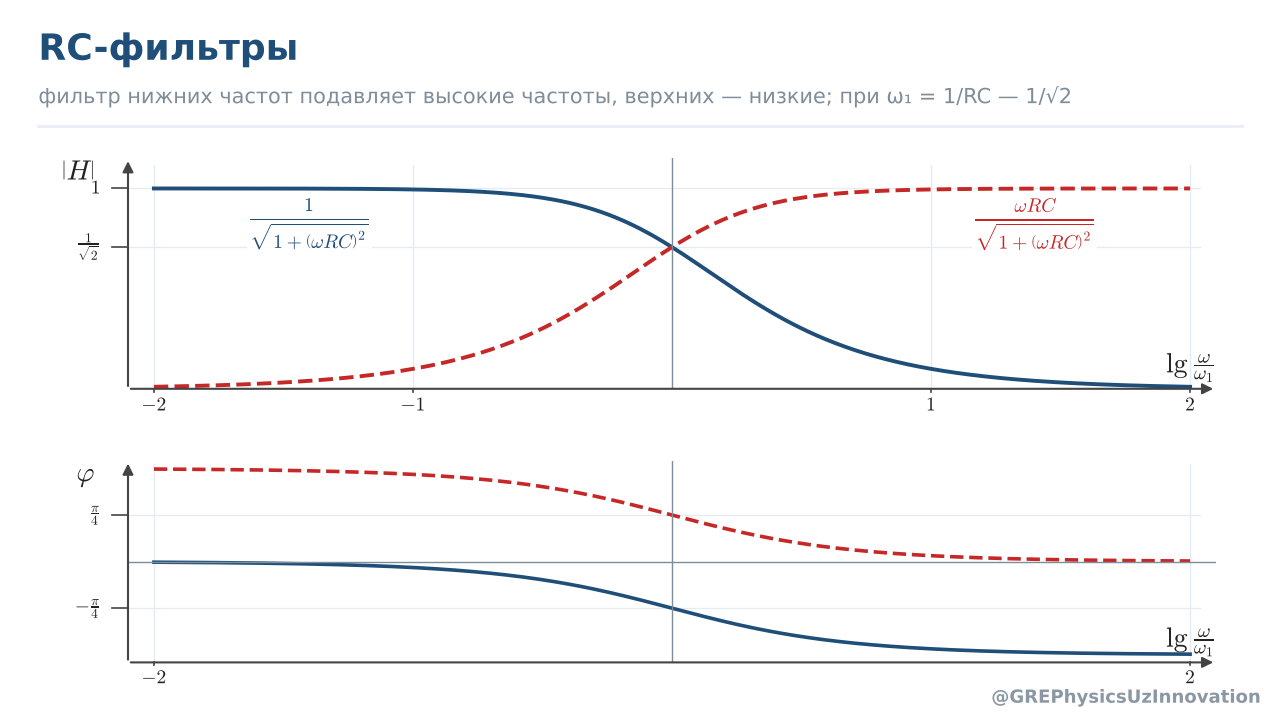 RC-фильтры
фильтр нижних частот подавляет высокие частоты, верхних — низкие; при ω₁ = 1/RC — 1/√2
|H|
1
1/√2
1/√(1 + (ωRC)²)
ωRC/√(1 + (ωRC)²)
lg ω/ω₁
−2 −1 1 2
φ
π/4
−π/4
lg ω/ω₁
−2 2
@GREPhysicsUzInnovation